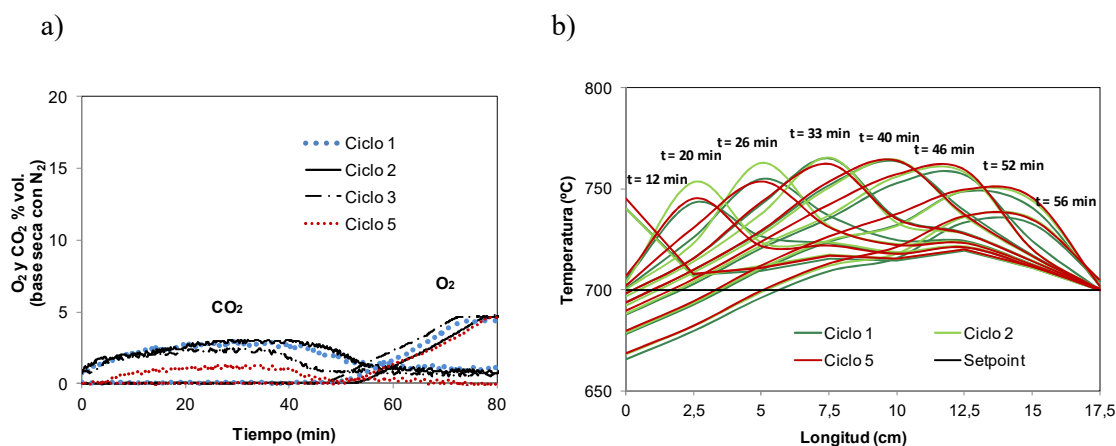 a)
20
15
10
5
0
O₂ y CO₂ % vol.
(base seca con N₂)
Ciclo 1
Ciclo 2
Ciclo 3
Ciclo 5
CO₂
O₂
0 20 40 60 80
Tiempo (min)
b)
800
750
700
650
Temperatura (ºC)
t = 12 min
t = 20 min
t = 26 min
t = 33 min
t = 40 min
t = 46 min
t = 52 min
t = 56 min
Ciclo 1
Ciclo 2
Ciclo 5
Setpoint
0 2,5 5 7,5 10 12,5 15 17,5
Longitud (cm)